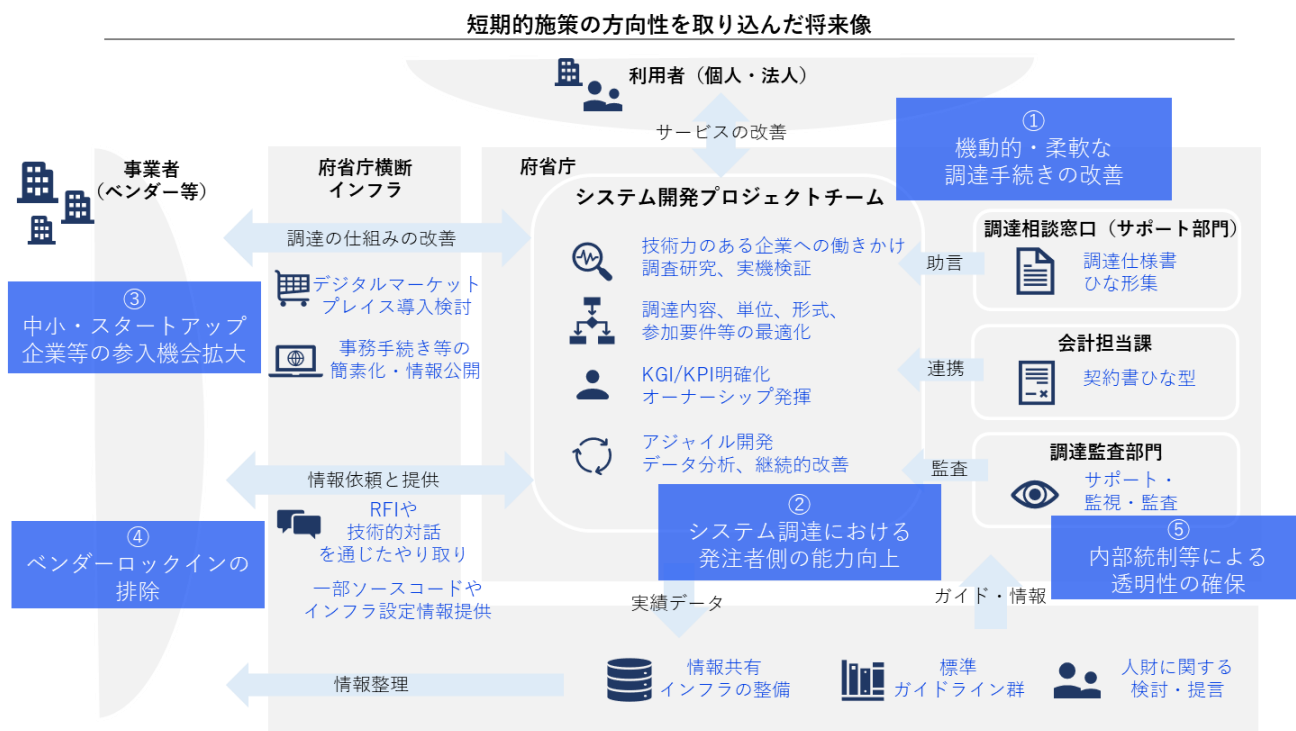 短期的施策の方向性を取り込んだ将来像
利用者（個人・法人）
サービスの改善
①
機動的・柔軟な
調達手続きの改善
事業者
（ベンダー等）
府省庁横断
インフラ
府省庁
システム開発プロジェクトチーム
調達の仕組みの改善
デジタルマーケット
プレイス導入検討
事務手続き等の
簡素化・情報公開
③
中小・スタートアップ
企業等の参入機会拡大
技術力のある企業への働きかけ
調査研究、実機検証
調達内容、単位、形式、
参加要件等の最適化
KGI/KPI明確化
オーナーシップ発揮
アジャイル開発
データ分析、継続的改善
助言
調達相談窓口（サポート部門）
調達仕様書
ひな形集
連携
会計担当課
契約書ひな型
監査
調達監査部門
サポート・
監視・監査
情報依頼と提供
RFIや
技術的対話
を通じたやり取り
一部ソースコードや
インフラ設定情報提供
④
ベンダーロックインの
排除
②
システム調達における
発注者側の能力向上
⑤
内部統制等による
透明性の確保
実績データ
ガイド・情報
情報整理
情報共有
インフラの整備
標準
ガイドライン群
人財に関する
検討・提言